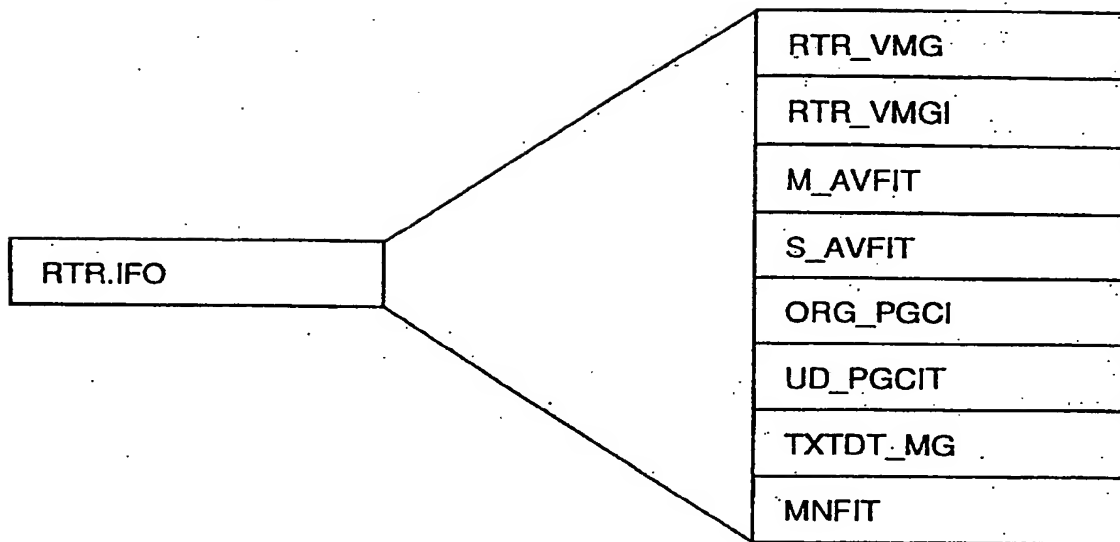 RTR.IFO
RTR_VMG
RTR_VMGI
M_AVFIT
S_AVFIT
ORG_PGCI
UD_PGCIT
TXTDT_MG
MNFIT